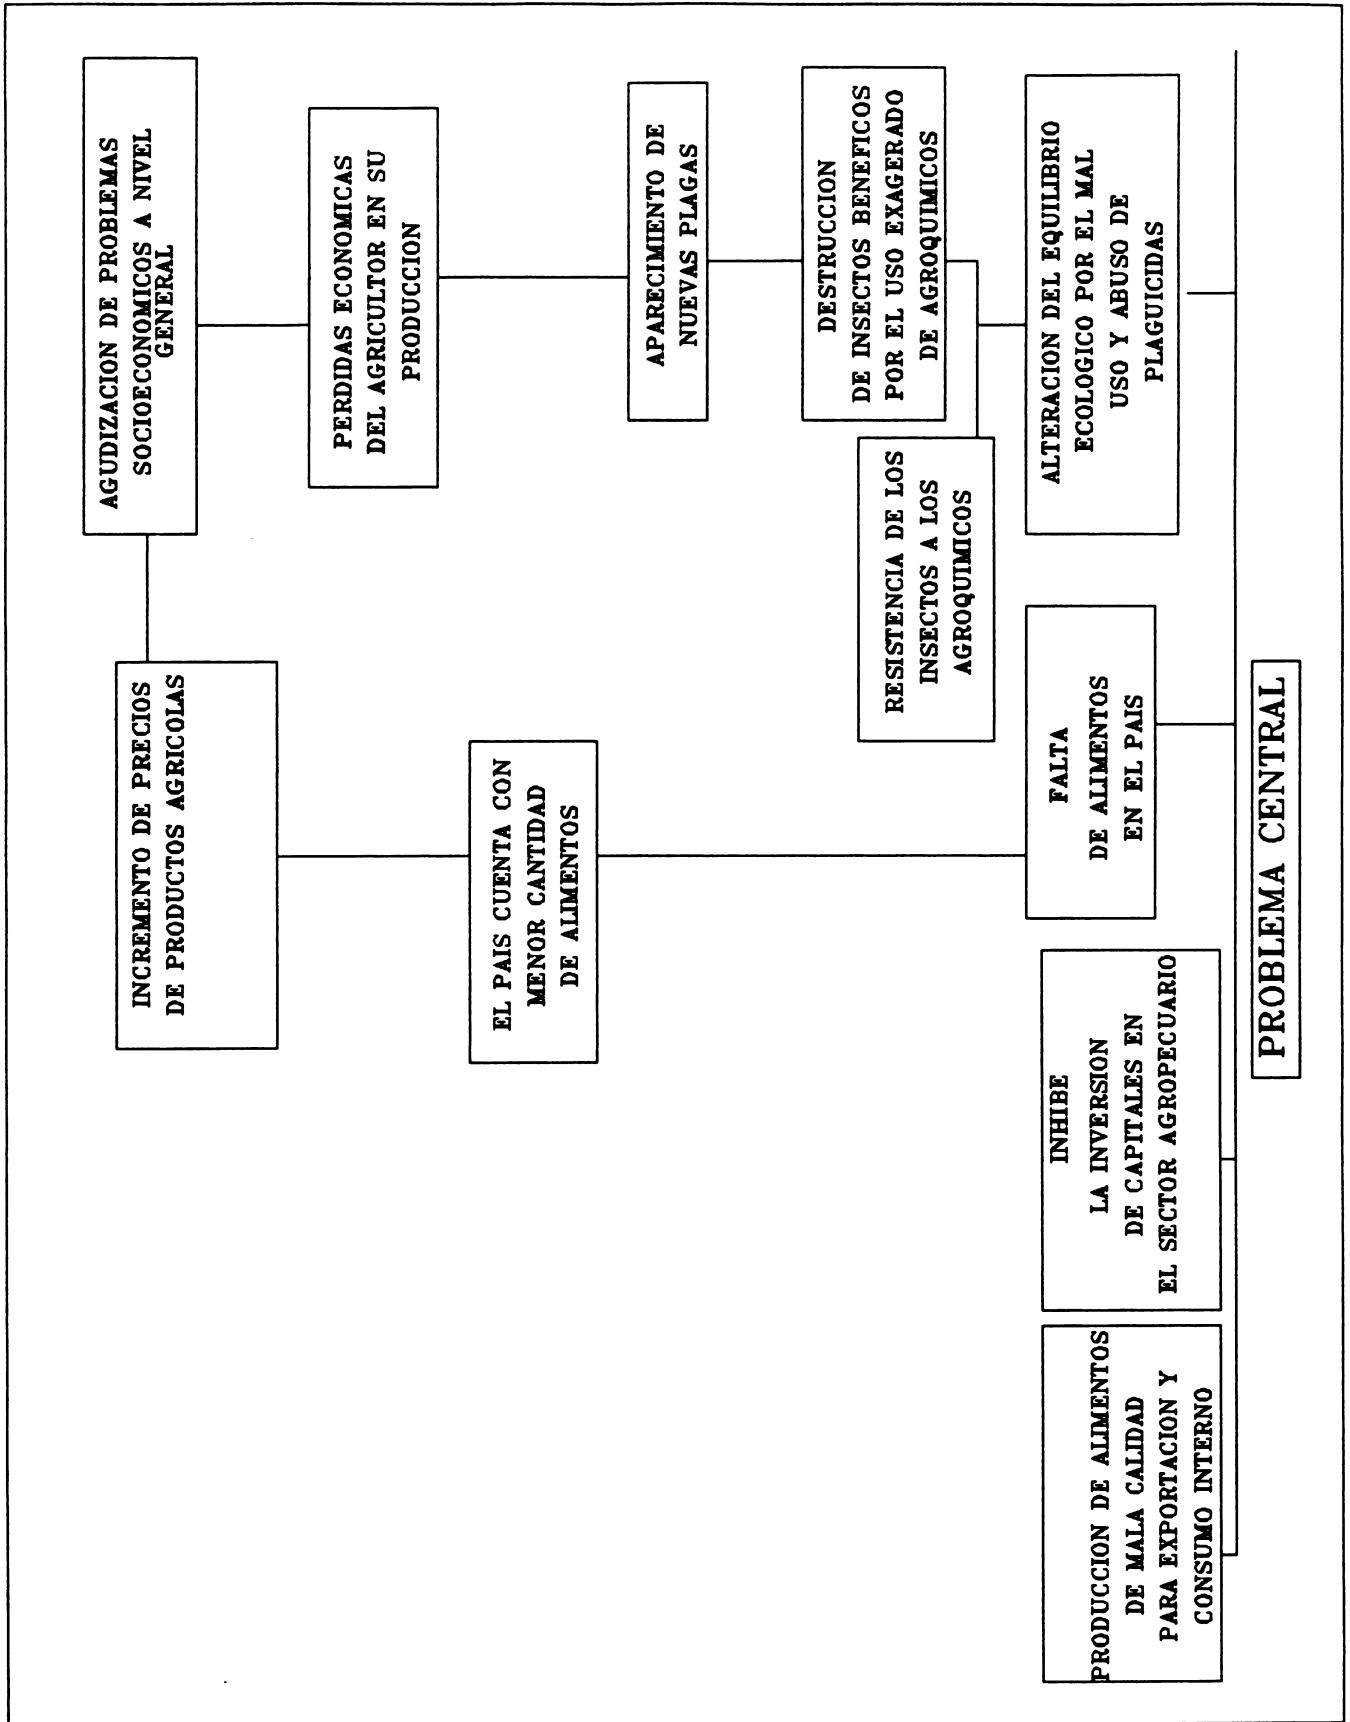 AGUDIZACION DE PROBLEMAS
SOCIOECONOMICOS A NIVEL
GENERAL
INCREMENTO DE PRECIOS
DE PRODUCTOS AGRICOLAS
PERDIDAS ECONOMICAS
DEL AGRICULTOR EN SU
PRODUCCION
EL PAIS CUENTA CON
MENOR CANTIDAD
DE ALIMENTOS
APARECIMIENTO DE
NUEVAS PLAGAS
DESTRUCCION
DE INSECTOS BENEFICOS
POR EL USO EXAGERADO
DE AGROQUIMICOS
RESISTENCIA DE LOS
INSECTOS A LOS
AGROQUIMICOS
PRODUCCION DE ALIMENTOS
DE MALA CALIDAD
PARA EXPORTACION Y
CONSUMO INTERNO
INHIBE
LA INVERSION
DE CAPITALES EN
EL SECTOR AGROPECUARIO
FALTA
DE ALIMENTOS
EN EL PAIS
ALTERACION DEL EQUILIBRIO
ECOLOGICO POR EL MAL
USO Y ABUSO DE
PLAGUICIDAS
PROBLEMA CENTRAL